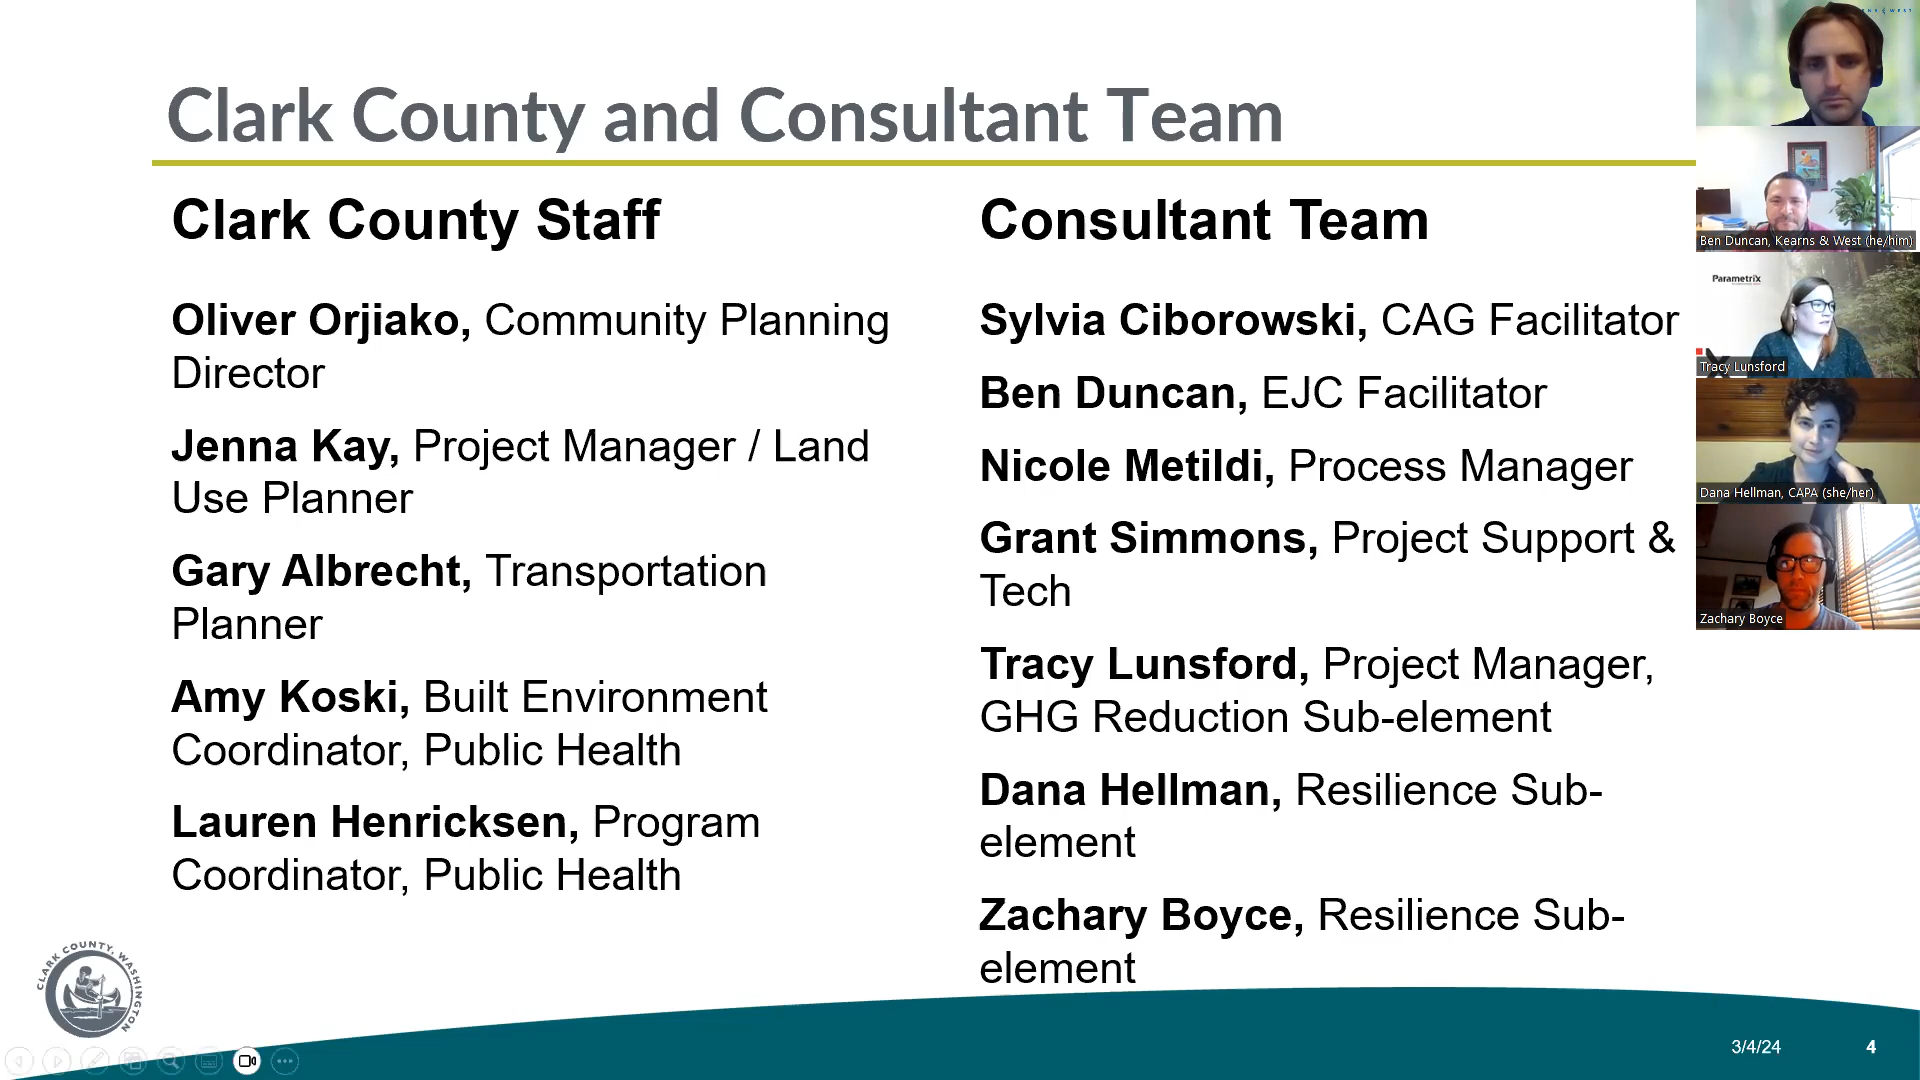 Clark County and Consultant Team
Clark County Staff
Oliver Orjiako, Community Planning
Director
Jenna Kay, Project Manager / Land
Use Planner
Gary Albrecht, Transportation
Planner
Amy Koski, Built Environment
Coordinator, Public Health
Lauren Henricksen, Program
Coordinator, Public Health
Consultant Team
Sylvia Ciborowski, CAG Facilitator
Ben Duncan, EJC Facilitator
Nicole Metildi, Process Manager
Grant Simmons, Project Support &
Tech
Tracy Lunsford, Project Manager,
GHG Reduction Sub-element
Dana Hellman, Resilience Sub-
element
Zachary Boyce, Resilience Sub-
element
Ben Duncan, Kearns & West (he/him)
Parametrix
Tracy Lunsford
Dana Hellman, CAPA (she/her)
Zachary Boyce
CLARK COUNTY, WASHINGTON
3/4/24
4